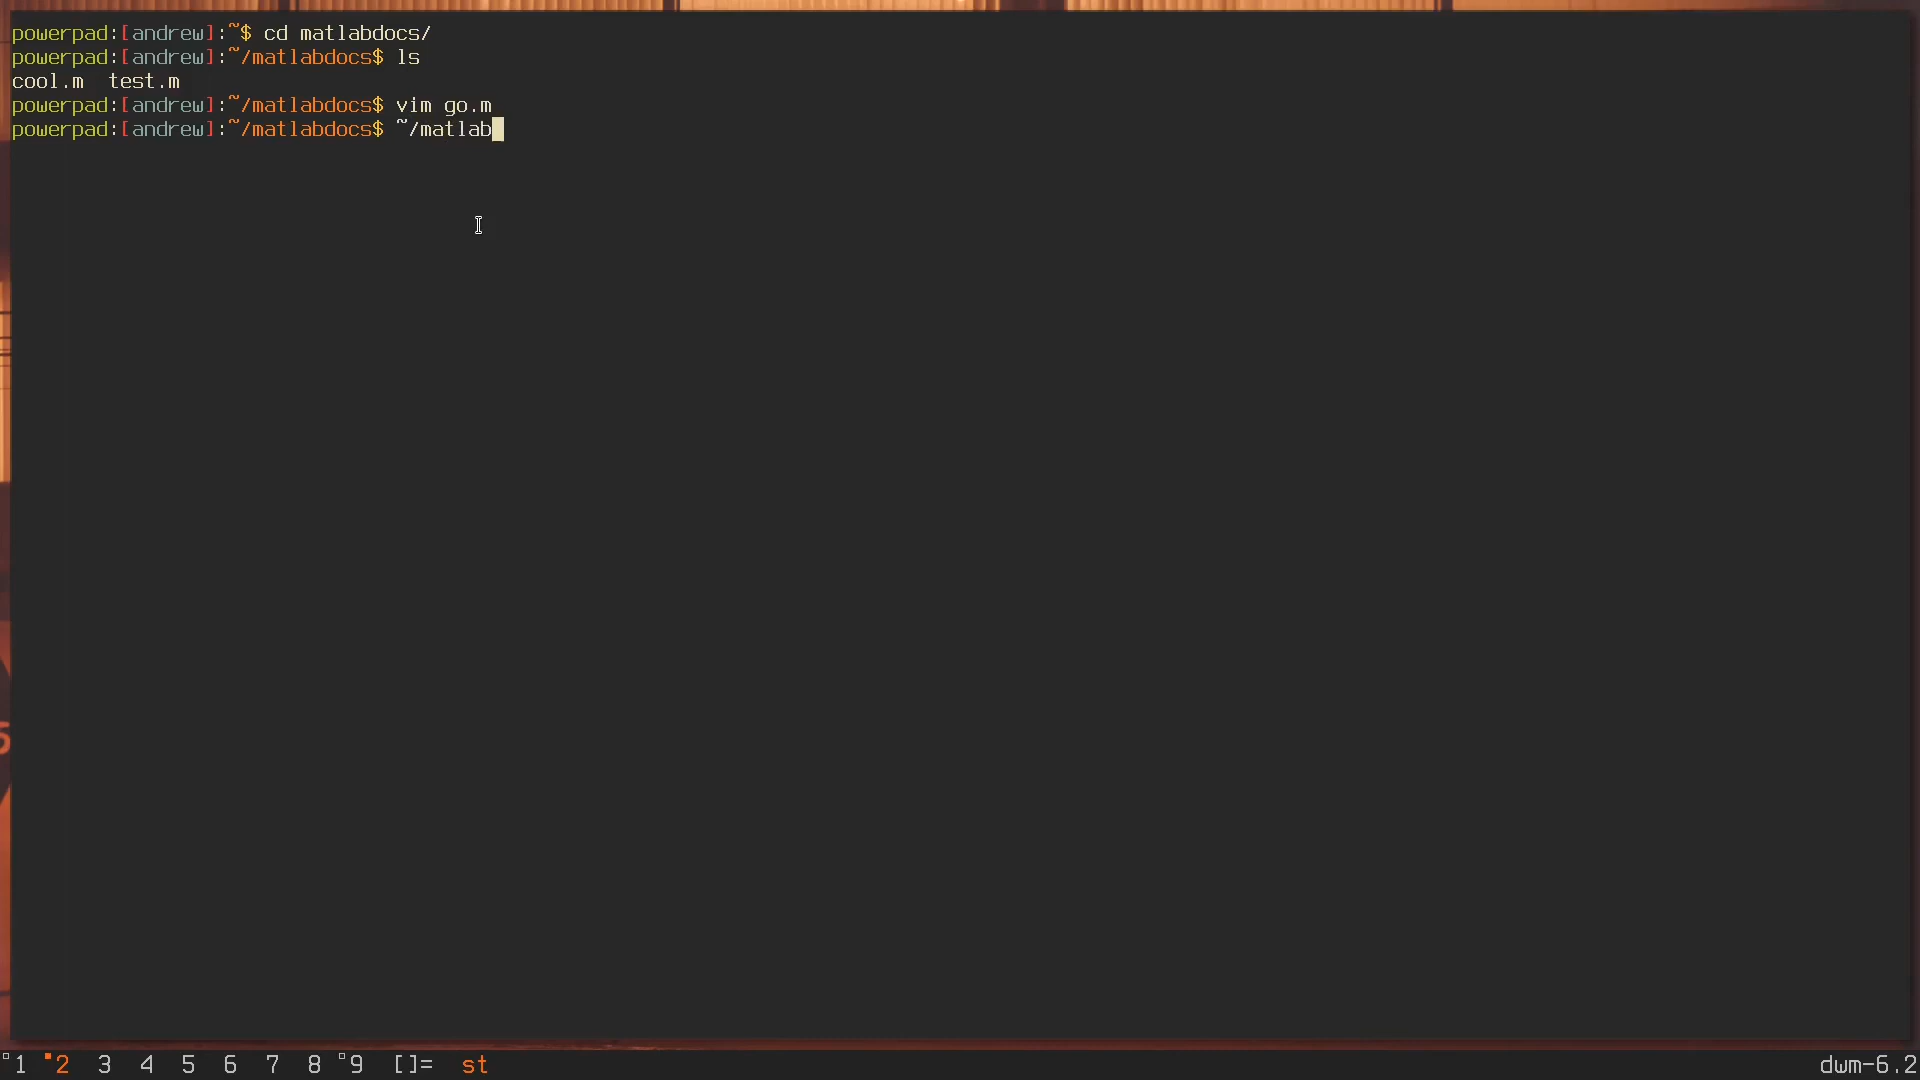 powerpad:[andrew]:~$ cd matlabdocs/
powerpad:[andrew]:~/matlabdocs$ ls
cool.m  test.m
powerpad:[andrew]:~/matlabdocs$ vim go.m
powerpad:[andrew]:~/matlabdocs$ ~/matlab
1 2 3 4 5 6 7 8 9 []= st dwm-6.2